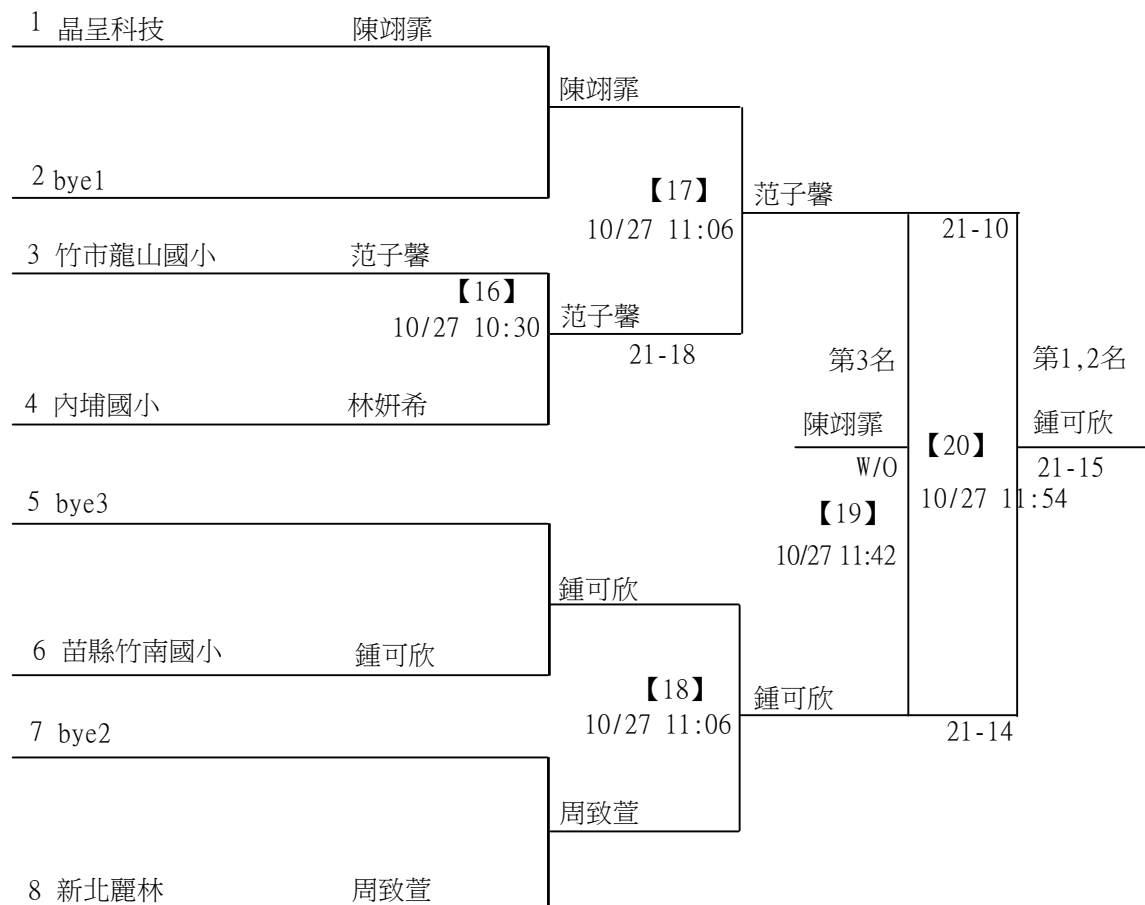 1 晶呈科技 陳翊霏
陳翊霏
2 bye1
【17】
10/27 11:06
范子馨
21-10
3 竹市龍山國小 范子馨
【16】
10/27 10:30
范子馨
21-18
4 內埔國小 林妍希
第3名
陳翊霏
W/O
【19】
10/27 11:42
第1,2名
【20】
10/27 11:54
鍾可欣
21-15
5 bye3
鍾可欣
6 苗縣竹南國小 鍾可欣
【18】
10/27 11:06
鍾可欣
21-14
7 bye2
周致萱
8 新北麗林 周致萱